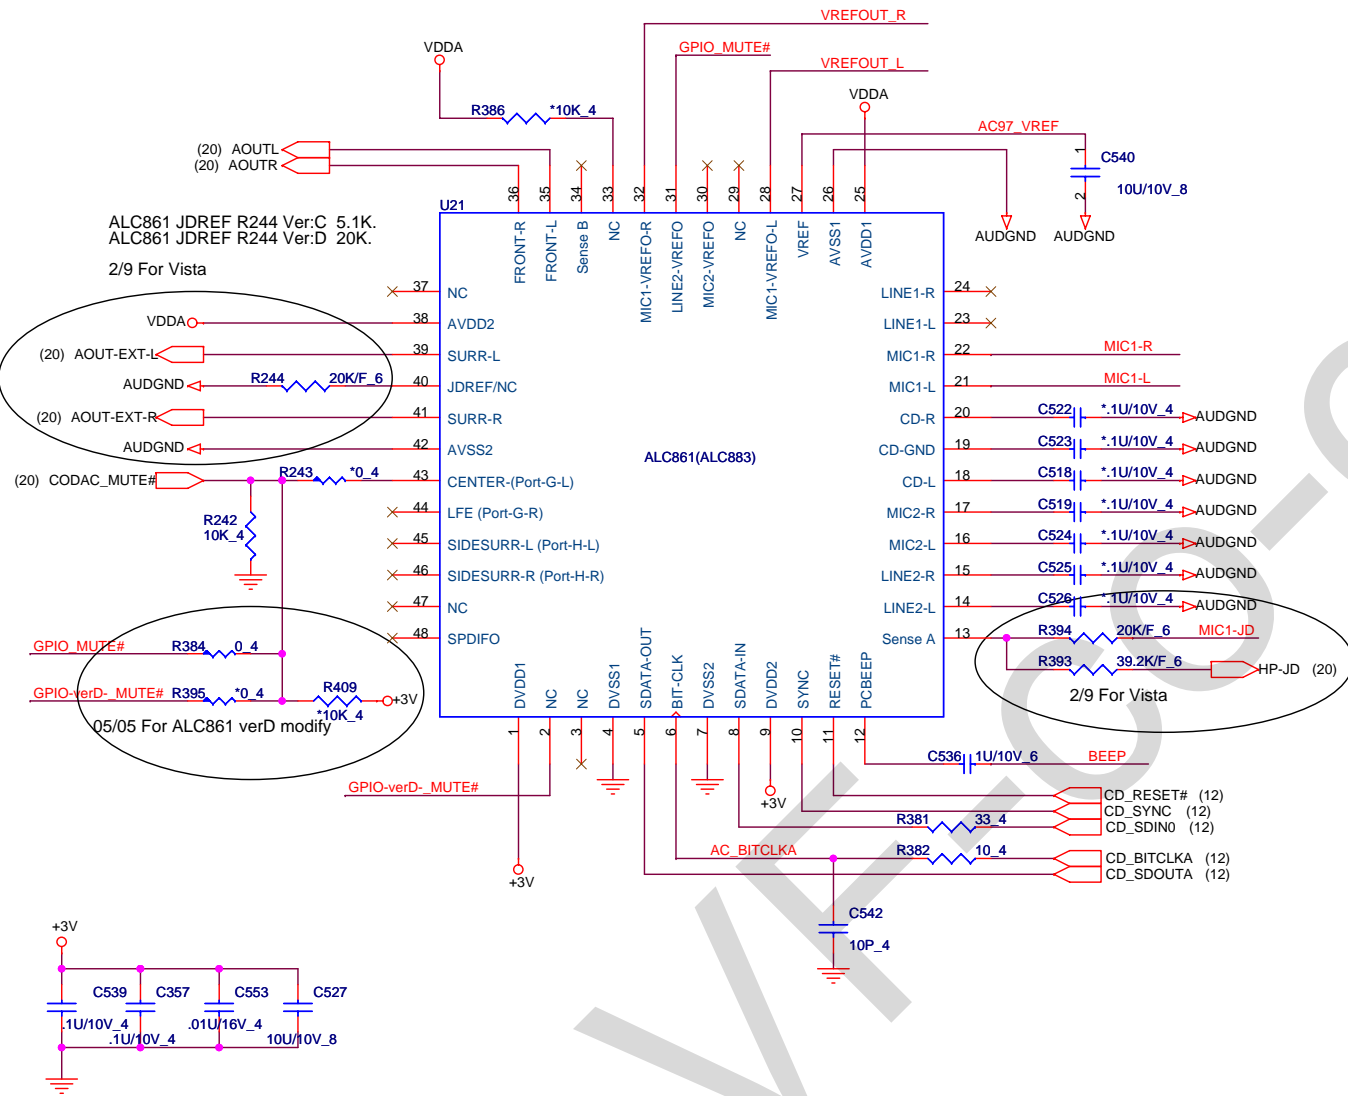 VREFOUT_R
VDDA
GPIO_MUTE#
VREFOUT_L
VDDA
R386 *10K_4
AC97_VREF
(20) AOUTL
(20) AOUTR
1
C540
10U/10V_8
2
36 35 34 33 32 31 30 29 28 27 26 25
U21
ALC861 JDREF R244 Ver:C 5.1K.
ALC861 JDREF R244 Ver:D 20K.
AUDGND AUDGND
FRONT-R FRONT-L Sense B NC MIC1-VREFO-R LINE2-VREFO MIC2-VREFO NC MIC1-VREFO-L VREF AVSS1 AVDD1
2/9 For Vista
37 NC LINE1-R 24
VDDA 38 AVDD2 LINE1-L 23
(20) AOUT-EXT-L 39 SURR-L MIC1-R 22 MIC1-R
AUDGND R244 20K/F_6 40 JDREF/NC MIC1-L 21 MIC1-L
(20) AOUT-EXT-R 41 SURR-R CD-R 20 C522 *.1U/10V_4 AUDGND
AUDGND 42 AVSS2 CD-GND 19 C523 *.1U/10V_4 AUDGND
ALC861(ALC883)
(20) CODAC_MUTE# R243 *0_4 43 CENTER-(Port-G-L) CD-L 18 C518 *.1U/10V_4 AUDGND
44 LFE (Port-G-R) MIC2-R 17 C519 *.1U/10V_4 AUDGND
R242
10K_4
45 SIDESURR-L (Port-H-L) MIC2-L 16 C524 *.1U/10V_4 AUDGND
46 SIDESURR-R (Port-H-R) LINE2-R 15 C525 *.1U/10V_4 AUDGND
47 NC LINE2-L 14 C526 *.1U/10V_4 AUDGND
48 SPDIFO Sense A 13 R394 20K/F_6 MIC1-JD
GPIO_MUTE# R384 0_4
R393 39.2K/F_6 HP-JD (20)
GPIO-verD-_MUTE# R395 *0_4 R409 +3V
*10K_4
2/9 For Vista
05/05 For ALC861 verD modify
DVDD1 NC NC DVSS1 SDATA-OUT BIT-CLK DVSS2 SDATA-IN DVDD2 SYNC RESET# PCBEEP
1 2 3 4 5 6 7 8 9 10 11 12
C536 1U/10V_6 BEEP
GPIO-verD-_MUTE#
+3V
CD_RESET# (12)
CD_SYNC (12)
R381 33_4 CD_SDIN0 (12)
AC_BITCLKA R382 10_4 CD_BITCLKA (12)
CD_SDOUTA (12)
+3V
C542
10P_4
+3V
C539 C357 C553 C527
.1U/10V_4 .1U/10V_4 .01U/16V_4 10U/10V_8